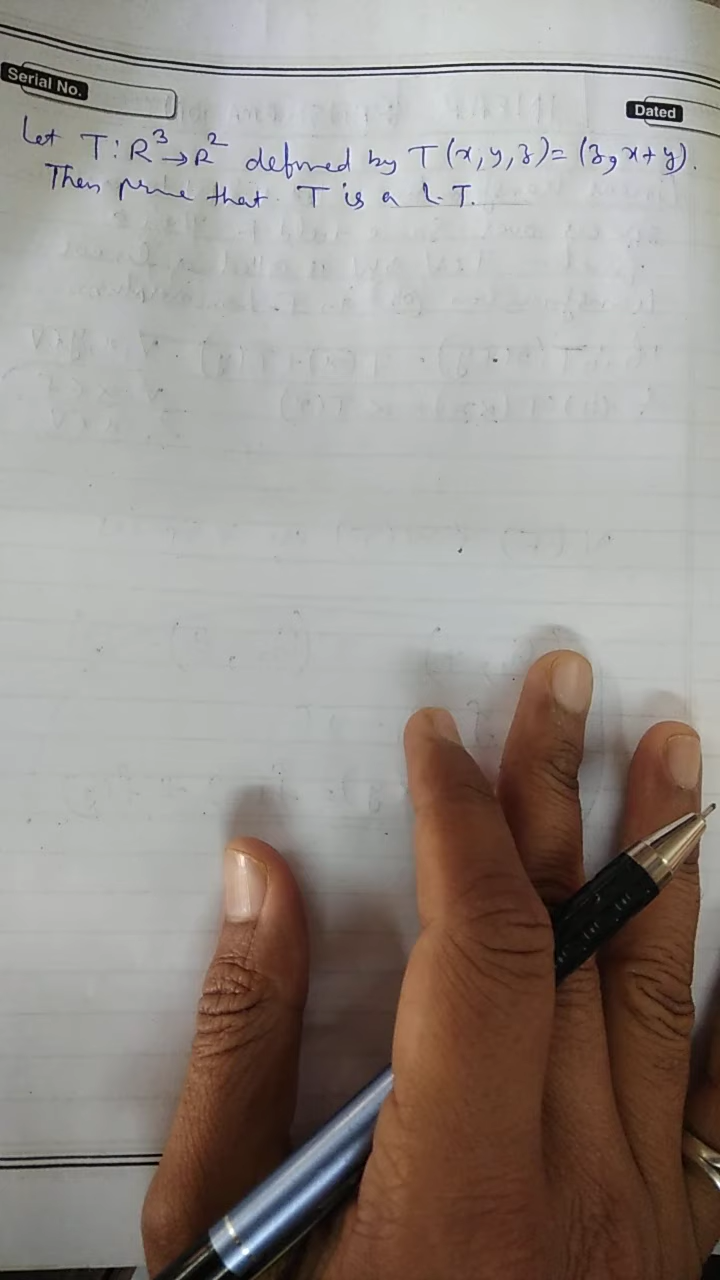 Serial No.
Dated
Let T: R³→R² defined by T(x, y, z) = (z, x+y).
Then prove that T is a L.T.